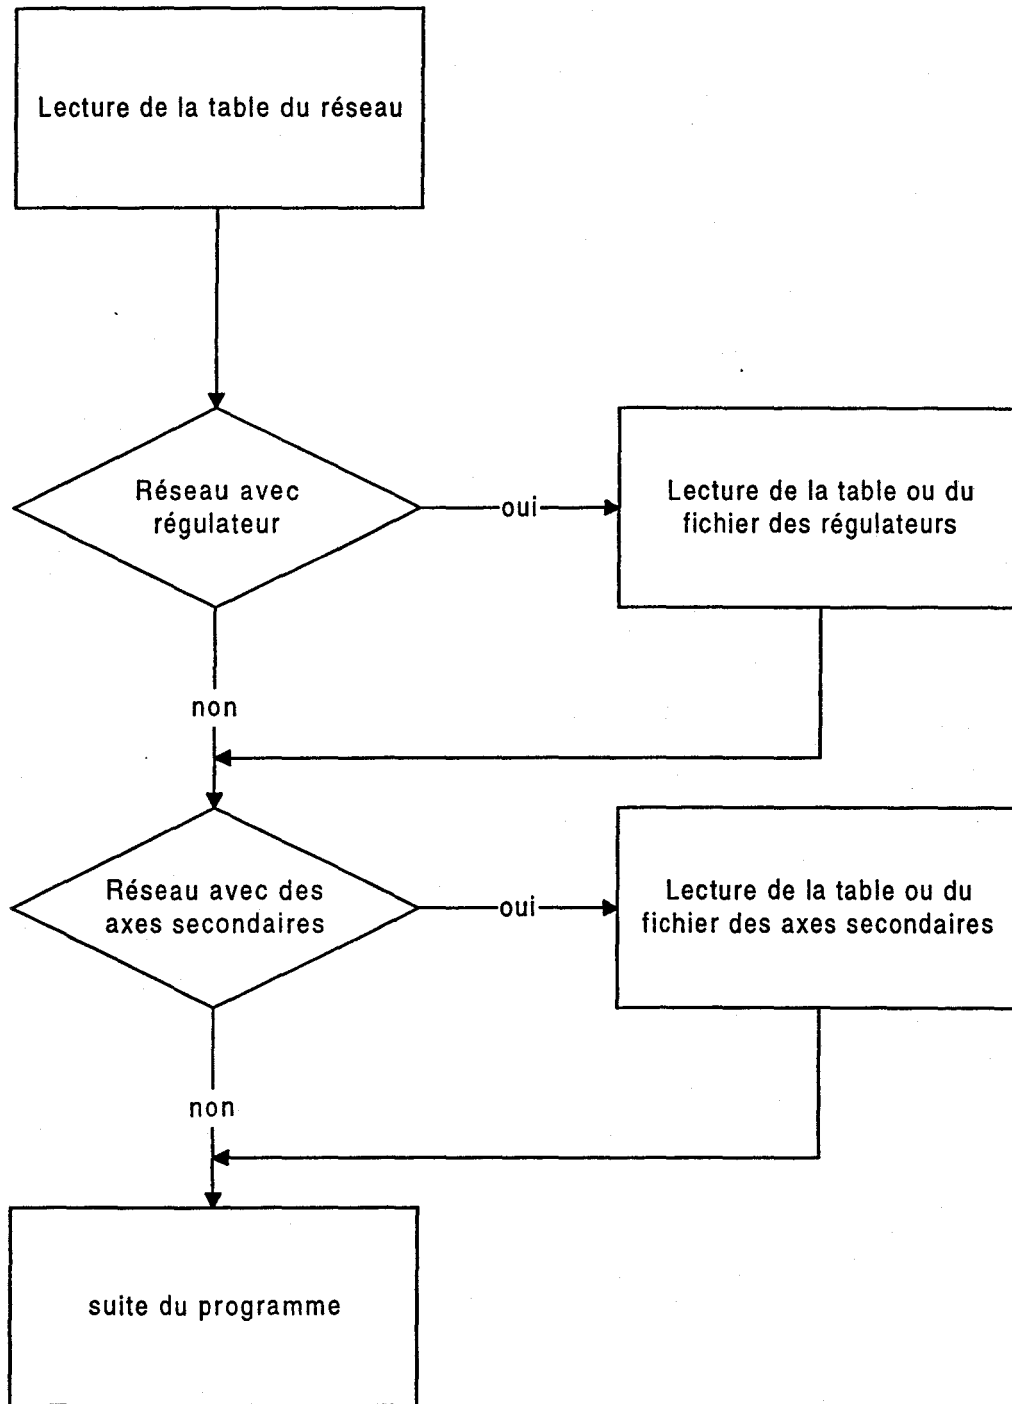 Lecture de la table du réseau
Réseau avec
régulateur
oui
Lecture de la table ou du
fichier des régulateurs
non
Réseau avec des
axes secondaires
oui
Lecture de la table ou du
fichier des axes secondaires
non
suite du programme